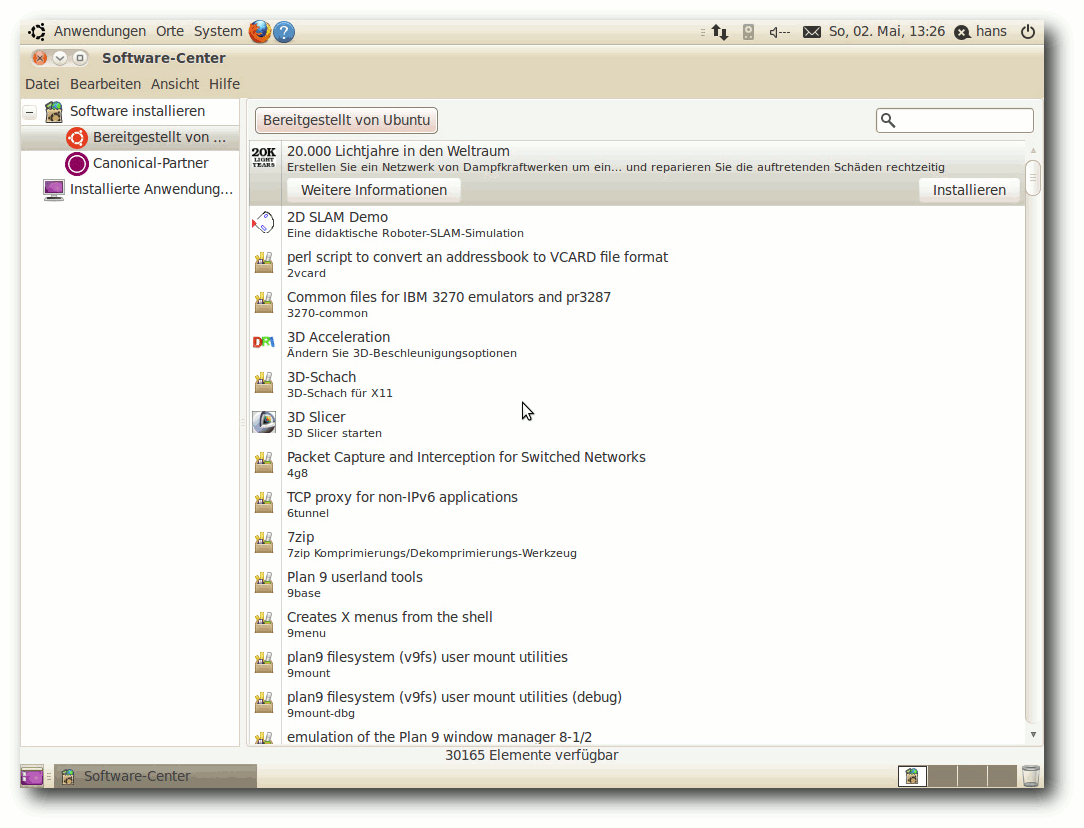 Anwendungen Orte System ? So, 02. Mai, 13:26 hans
Software-Center
Datei Bearbeiten Ansicht Hilfe
Software installieren
Bereitgestellt von ...
Canonical-Partner
Installierte Anwendung...
Bereitgestellt von Ubuntu
20K
LIGHT
YEARS
20.000 Lichtjahre in den Weltraum
Erstellen Sie ein Netzwerk von Dampfkraftwerken um ein... und reparieren Sie die auftretenden Schäden rechtzeitig
Weitere Informationen Installieren
2D SLAM Demo
Eine didaktische Roboter-SLAM-Simulation
perl script to convert an addressbook to VCARD file format
2vcard
Common files for IBM 3270 emulators and pr3287
3270-common
DRI
3D Acceleration
Ändern Sie 3D-Beschleunigungsoptionen
3D-Schach
3D-Schach für X11
3D Slicer
3D Slicer starten
Packet Capture and Interception for Switched Networks
4g8
TCP proxy for non-IPv6 applications
6tunnel
7zip
7zip Komprimierungs/Dekomprimierungs-Werkzeug
Plan 9 userland tools
9base
Creates X menus from the shell
9menu
plan9 filesystem (v9fs) user mount utilities
9mount
plan9 filesystem (v9fs) user mount utilities (debug)
9mount-dbg
emulation of the Plan 9 window manager 8-1/2
30165 Elemente verfügbar
Software-Center